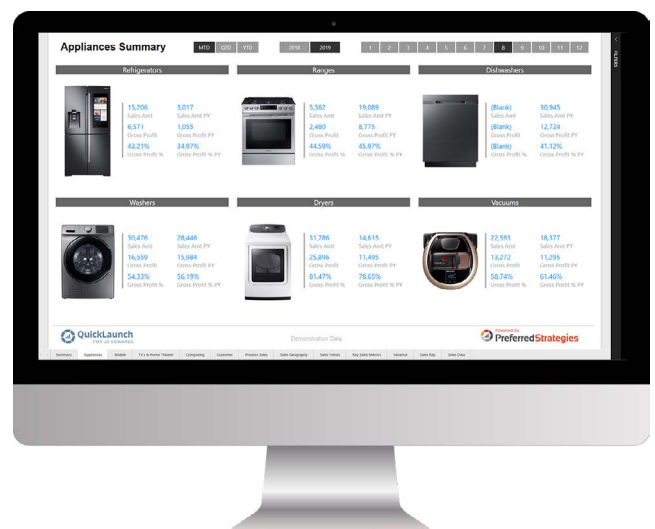 Appliances Summary MTD QTD YTD 2018 2019 1 2 3 4 5 6 7 8 9 10 11 12
FILTERS
Refrigerators Ranges Dishwashers
15,206 3,017 5,562 19,089 (Blank) 30,945
Sales Amt Sales Amt PY Sales Amt Sales Amt PY Sales Amt Sales Amt PY
6,571 1,055 2,480 8,775 (Blank) 12,724
Gross Profit Gross Profit PY Gross Profit Gross Profit PY Gross Profit Gross Profit PY
43.21% 34.97% 44.59% 45.97% (Blank) 41.12%
Gross Profit % Gross Profit % PY Gross Profit % Gross Profit % PY Gross Profit % Gross Profit % PY
Washers Dryers Vacuums
30,476 28,446 31,786 14,615 22,593 18,377
Sales Amt Sales Amt PY Sales Amt Sales Amt PY Sales Amt Sales Amt PY
16,559 15,984 25,896 11,495 13,272 11,295
Gross Profit Gross Profit PY Gross Profit Gross Profit PY Gross Profit Gross Profit PY
54.33% 56.19% 81.47% 78.65% 58.74% 61.46%
Gross Profit % Gross Profit % PY Gross Profit % Gross Profit % PY Gross Profit % Gross Profit % PY
QuickLaunch
FOR JD EDWARDS
Demonstration Data
Powered by
PreferredStrategies
Summary Appliances Mobile TV's & Home Theater Computing Customer Product Sales Sales Geography Sales Trends Key Sales Metrics Variance Sales Rep Sales Data